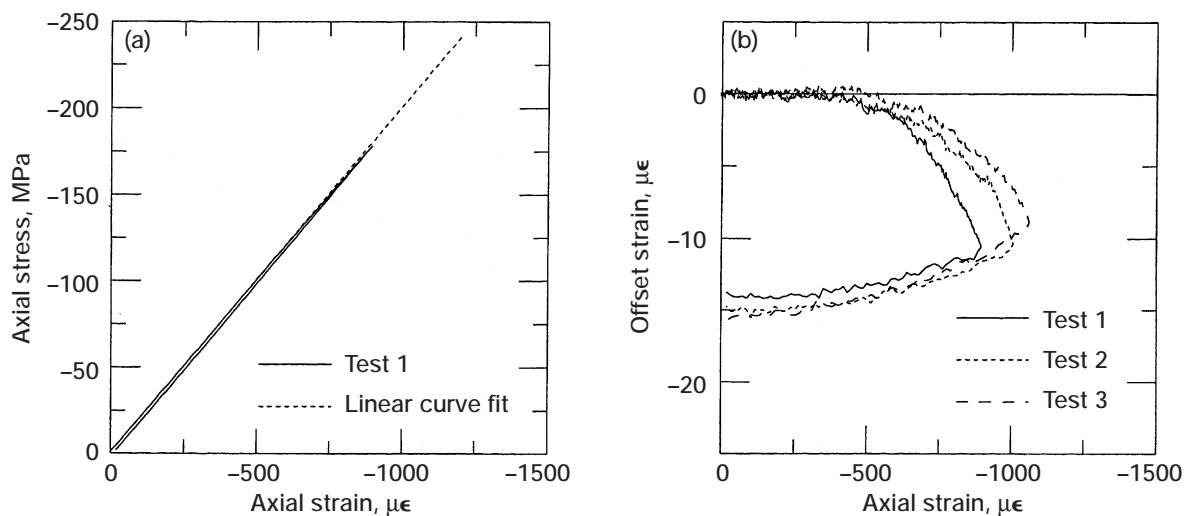 (a)
Axial stress, MPa
−250
−200
−150
−100
−50
0
0
−500
−1000
−1500
Axial strain, μϵ
Test 1
Linear curve fit
(b)
Offset strain, μϵ
0
−10
−20
0
−500
−1000
−1500
Axial strain, μϵ
Test 1
Test 2
Test 3